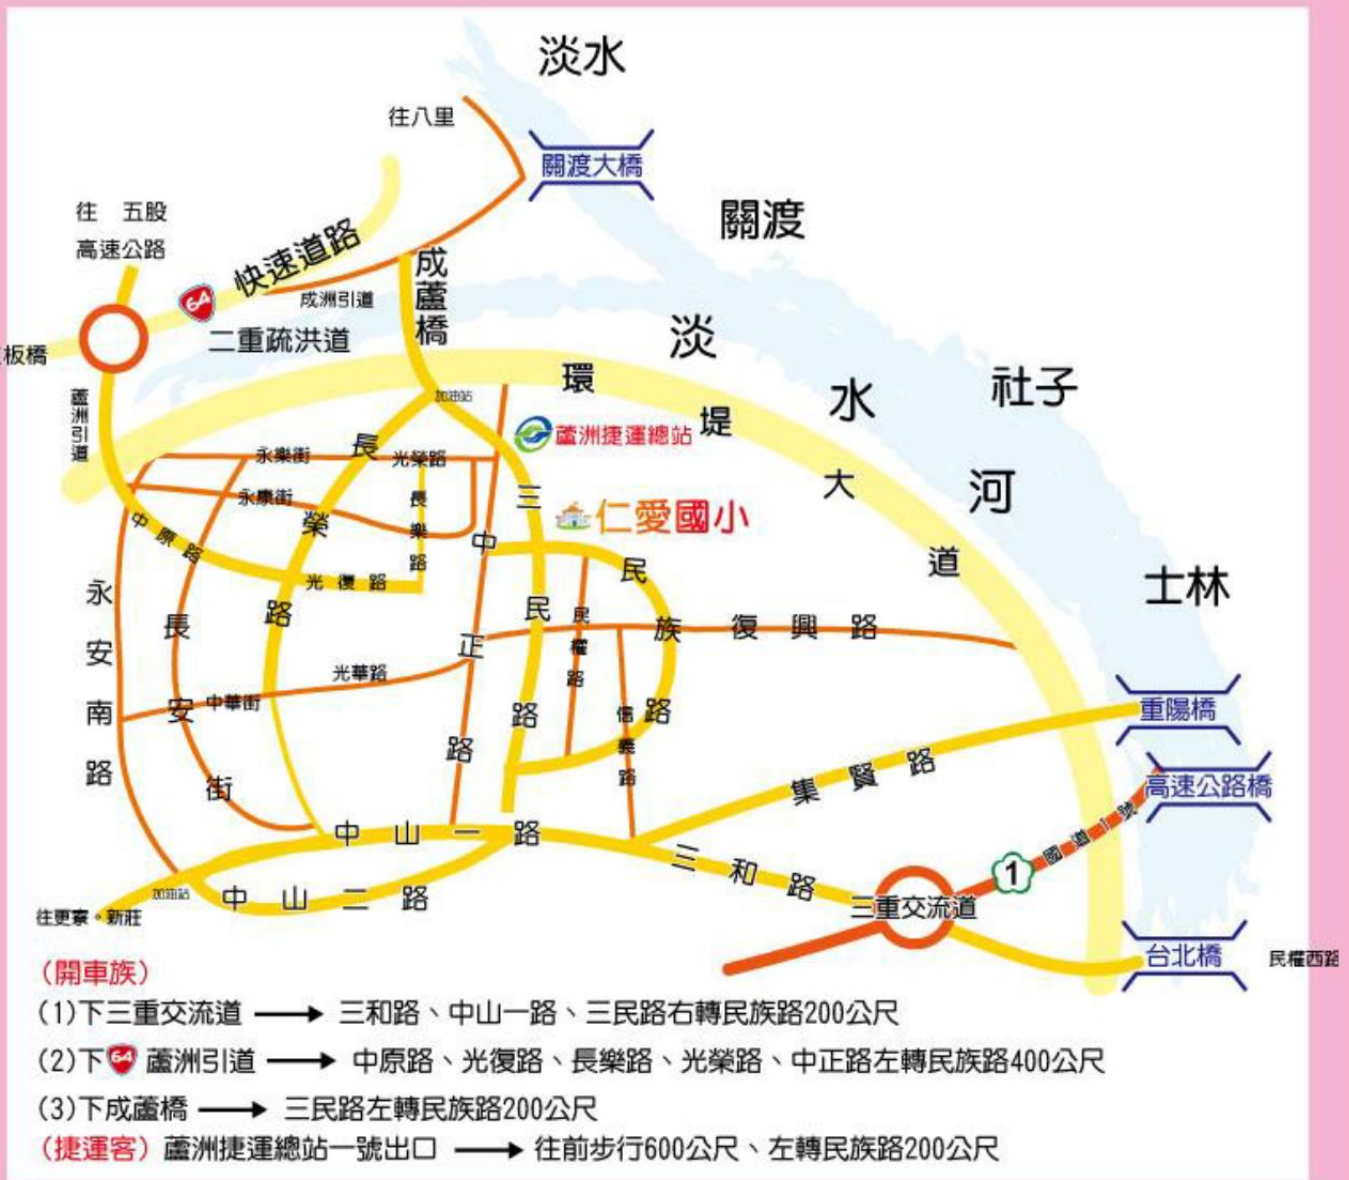 淡水
往八里
關渡大橋
往 五股
高速公路
關渡
64
快速道路
成蘆橋
成洲引道
二重疏洪道
板橋
淡水河
社子
環堤大道
蘆洲引道
加油站
蘆洲捷運總站
永樂街
長榮路
光榮路
永康街
長樂路
三民路
仁愛國小
中原路
中正路
光復路
民族路
士林
永安南路
長安街
民權路
復興路
光華路
中華街
信義路
重陽橋
集賢路
高速公路橋
國道1號
1
中山一路
三和路
三重交流道
加油站
中山二路
往更寮。新莊
台北橋
民權西路
(開車族)
(1)下三重交流道 → 三和路、中山一路、三民路右轉民族路200公尺
(2)下 64 蘆洲引道 → 中原路、光復路、長樂路、光榮路、中正路左轉民族路400公尺
(3)下成蘆橋 → 三民路左轉民族路200公尺
(捷運客) 蘆洲捷運總站一號出口 → 往前步行600公尺、左轉民族路200公尺